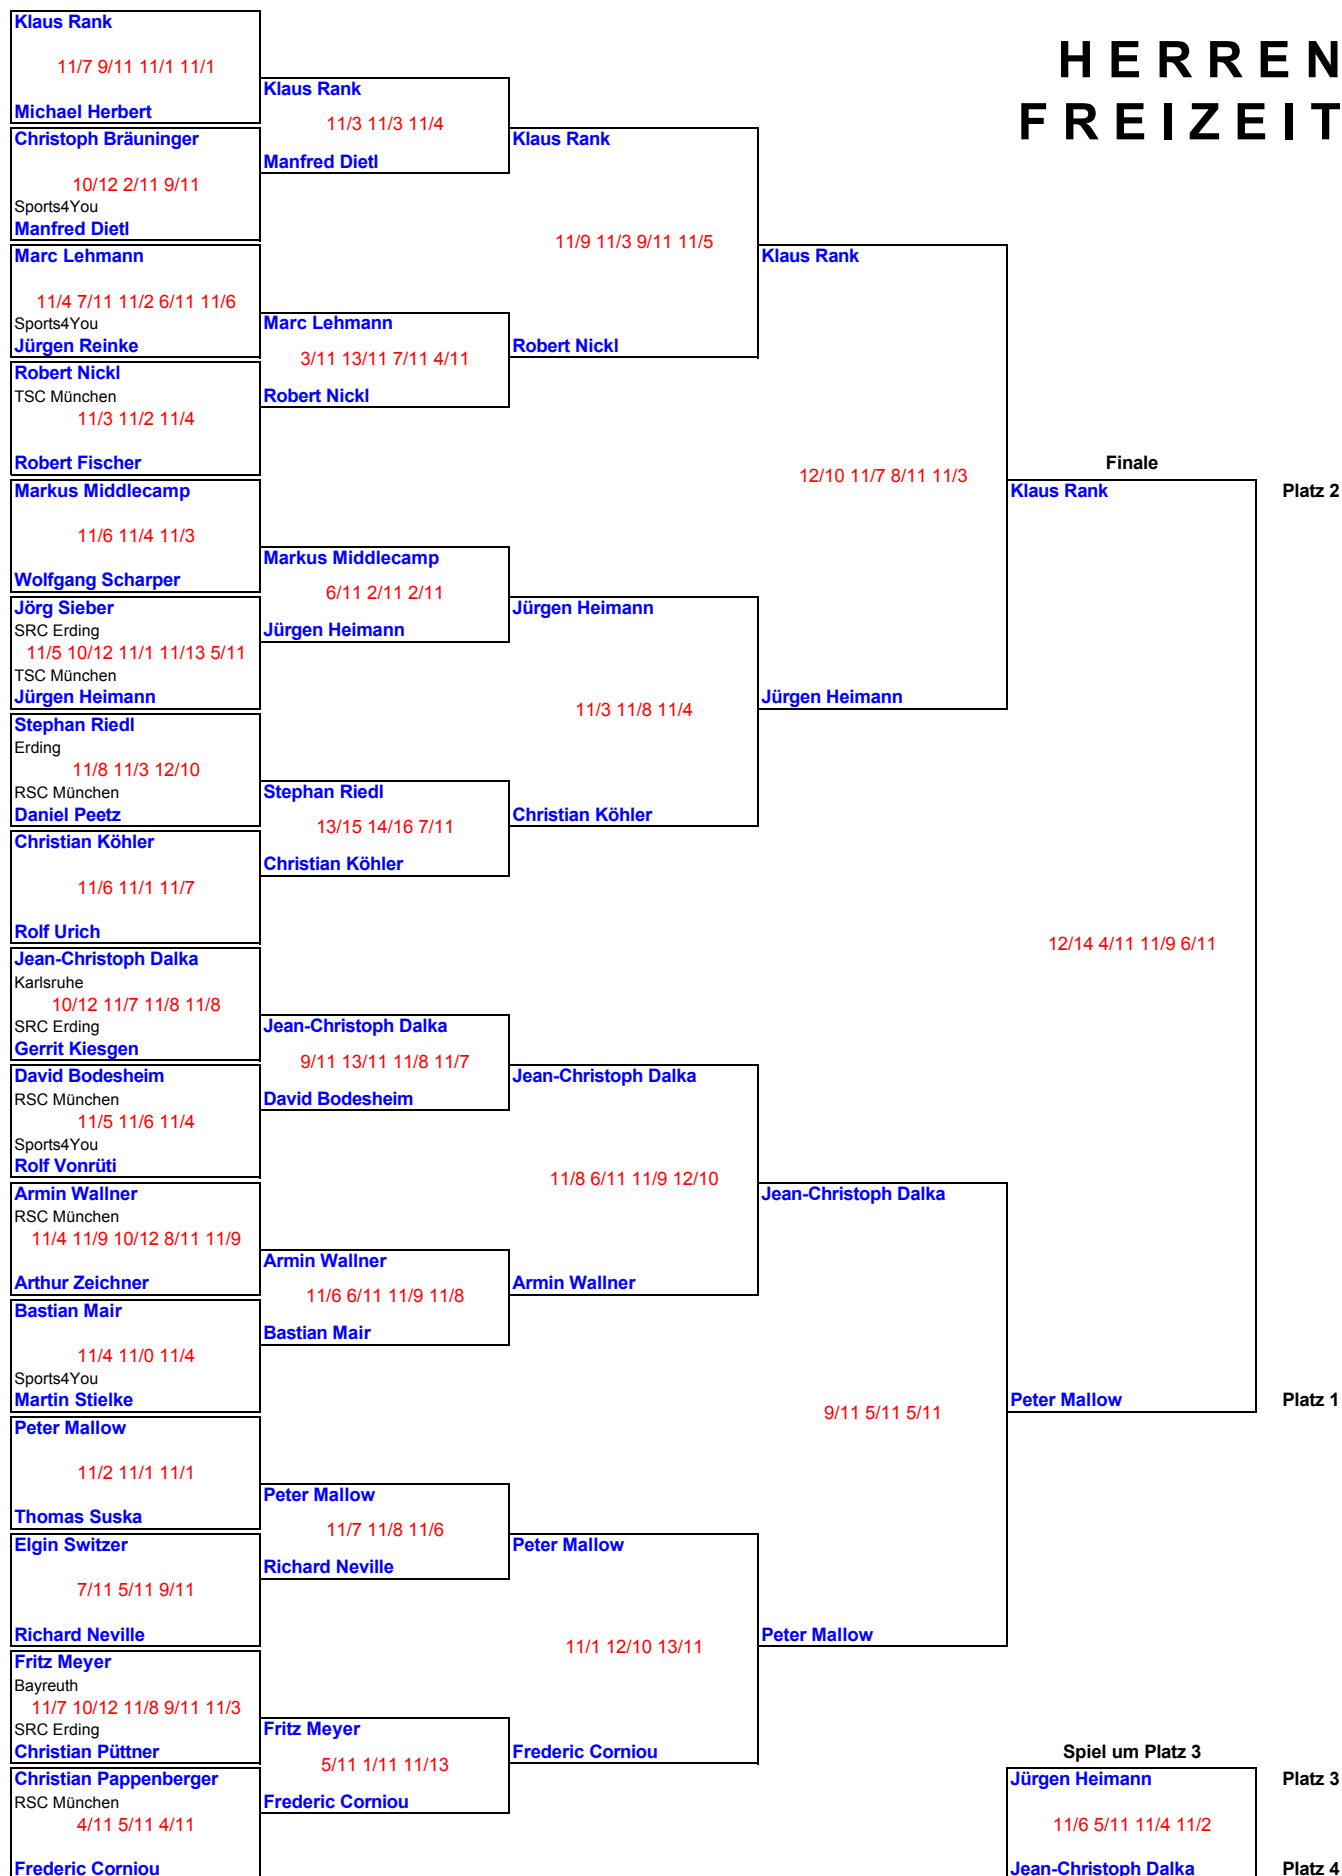 HERREN
FREIZEIT
Klaus Rank
11/7 9/11 11/1 11/1
Michael Herbert
Christoph Bräuninger
10/12 2/11 9/11
Sports4You
Manfred Dietl
Marc Lehmann
11/4 7/11 11/2 6/11 11/6
Sports4You
Jürgen Reinke
Robert Nickl
TSC München
11/3 11/2 11/4
Robert Fischer
Markus Middlecamp
11/6 11/4 11/3
Wolfgang Scharper
Jörg Sieber
SRC Erding
11/5 10/12 11/1 11/13 5/11
TSC München
Jürgen Heimann
Stephan Riedl
Erding
11/8 11/3 12/10
RSC München
Daniel Peetz
Christian Köhler
11/6 11/1 11/7
Rolf Urich
Jean-Christoph Dalka
Karlsruhe
10/12 11/7 11/8 11/8
SRC Erding
Gerrit Kiesgen
David Bodesheim
RSC München
11/5 11/6 11/4
Sports4You
Rolf Vonrüti
Armin Wallner
RSC München
11/4 11/9 10/12 8/11 11/9
Arthur Zeichner
Bastian Mair
11/4 11/0 11/4
Sports4You
Martin Stielke
Peter Mallow
11/2 11/1 11/1
Thomas Suska
Elgin Switzer
7/11 5/11 9/11
Richard Neville
Fritz Meyer
Bayreuth
11/7 10/12 11/8 9/11 11/3
SRC Erding
Christian Püttner
Christian Pappenberger
RSC München
4/11 5/11 4/11
Frederic Corniou
Klaus Rank
11/3 11/3 11/4
Manfred Dietl
Marc Lehmann
3/11 13/11 7/11 4/11
Robert Nickl
Markus Middlecamp
6/11 2/11 2/11
Jürgen Heimann
Stephan Riedl
13/15 14/16 7/11
Christian Köhler
Jean-Christoph Dalka
9/11 13/11 11/8 11/7
David Bodesheim
Armin Wallner
11/6 6/11 11/9 11/8
Bastian Mair
Peter Mallow
11/7 11/8 11/6
Richard Neville
Fritz Meyer
5/11 1/11 11/13
Frederic Corniou
Klaus Rank
11/9 11/3 9/11 11/5
Robert Nickl
Jürgen Heimann
11/3 11/8 11/4
Christian Köhler
Jean-Christoph Dalka
11/8 6/11 11/9 12/10
Armin Wallner
Peter Mallow
11/1 12/10 13/11
Frederic Corniou
Klaus Rank
12/10 11/7 8/11 11/3
Jürgen Heimann
Jean-Christoph Dalka
9/11 5/11 5/11
Peter Mallow
Finale
Klaus Rank Platz 2
12/14 4/11 11/9 6/11
Peter Mallow Platz 1
Spiel um Platz 3
Jürgen Heimann Platz 3
11/6 5/11 11/4 11/2
Jean-Christoph Dalka Platz 4